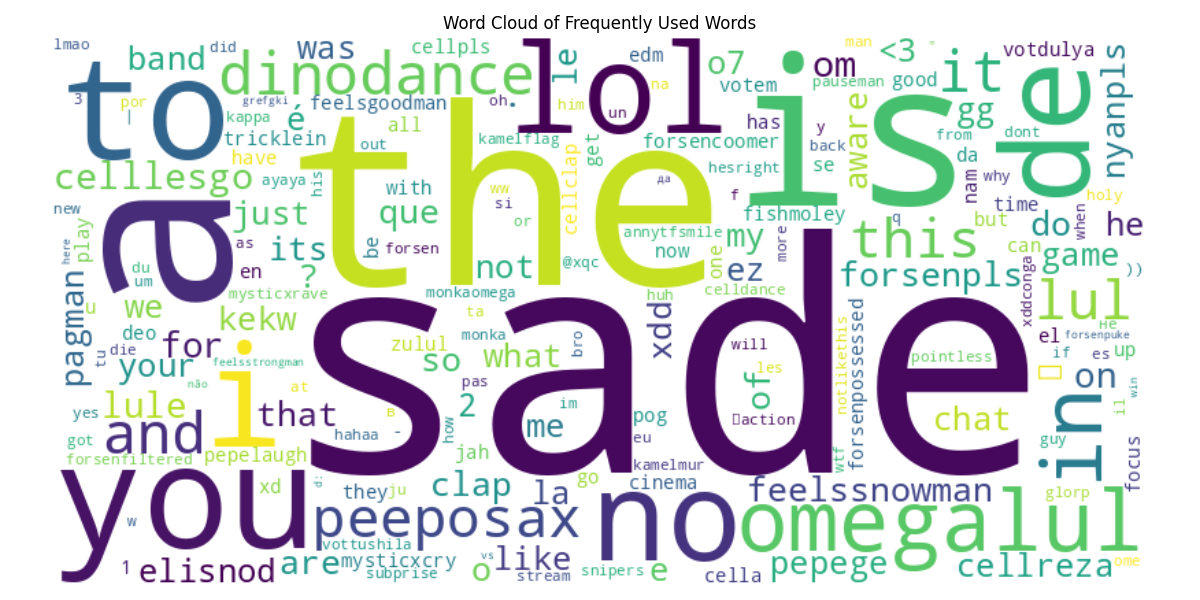 Word Cloud of Frequently Used Words
lmao did was cellpls edm man <3 votdulya
band le o7 om good it
to dinodance lol votem pauseman de nyanpls
3 por grefgki feelsgoodman oh. him un na is gg
| kappa é all kamelflag get forsencoomer has y aware from dont
tricklein out back da
have his with ww cellclap да hesright se nam why holy
celllesgo ayaya the f time
new a just que si or fishmoley q but when he
play as its be forsen @xqc annytfsmile my more this do
here en ? not now one ez can game
du um mysticxrave monkaomega huh celldance forsenpls xddconga ))
pagman u we kekw ta xdd lul
deo for zulul monka bro will el не forsenpuke
tu die your feelsstrongman so what les notlikethis pointless if es up
não i at pas sade of forsenpossessed on win
yes lule that в 2 im pog action chat in il
and hahaa - how me eu guy
got pepelaugh jah kamelmur wtf focus
forsenfiltered xd d: they ju clap la go cinema feelssnowman glorp
you w peeposax no omegalul
1 elisnod are vottushila mysticxcry subprise o vs like stream snipers e cella pepege cellreza ome